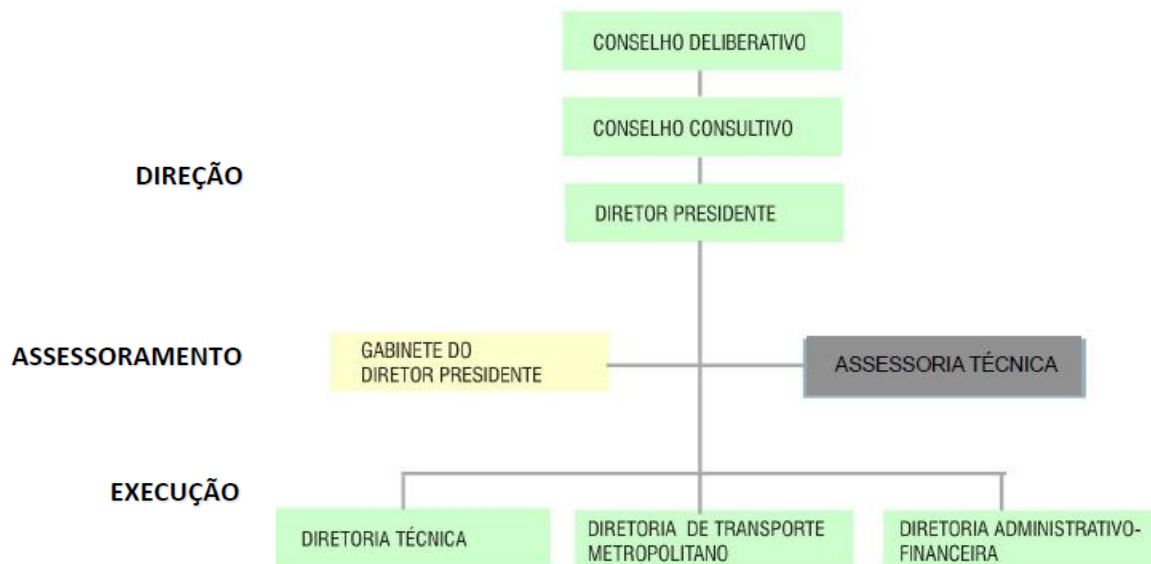 CONSELHO DELIBERATIVO
CONSELHO CONSULTIVO
DIREÇÃO
DIRETOR PRESIDENTE
ASSESSORAMENTO
GABINETE DO
DIRETOR PRESIDENTE
ASSESSORIA TÉCNICA
EXECUÇÃO
DIRETORIA TÉCNICA
DIRETORIA DE TRANSPORTE
METROPOLITANO
DIRETORIA ADMINISTRATIVO-
FINANCEIRA